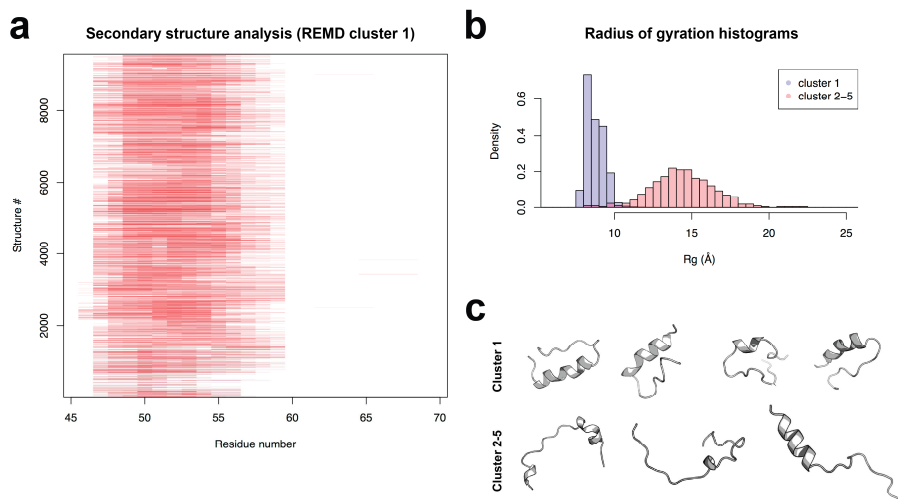 a
Secondary structure analysis (REMD cluster 1)
Structure #
8000
6000
4000
2000
45
50
55
60
65
70
Residue number
b
Radius of gyration histograms
cluster 1
cluster 2–5
Density
0.6
0.4
0.2
0.0
10
15
20
25
Rg (Å)
c
Cluster 1
Cluster 2-5